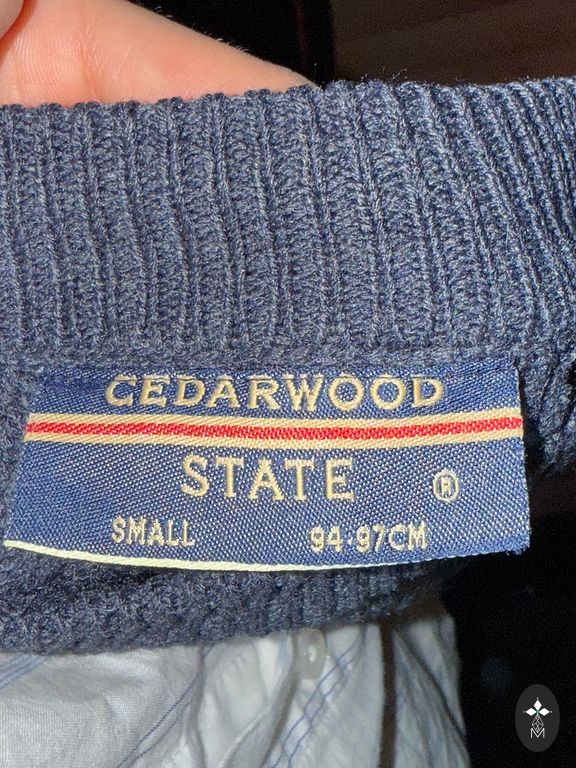 CEDARWOOD
STATE ®
SMALL 94-97CM
M